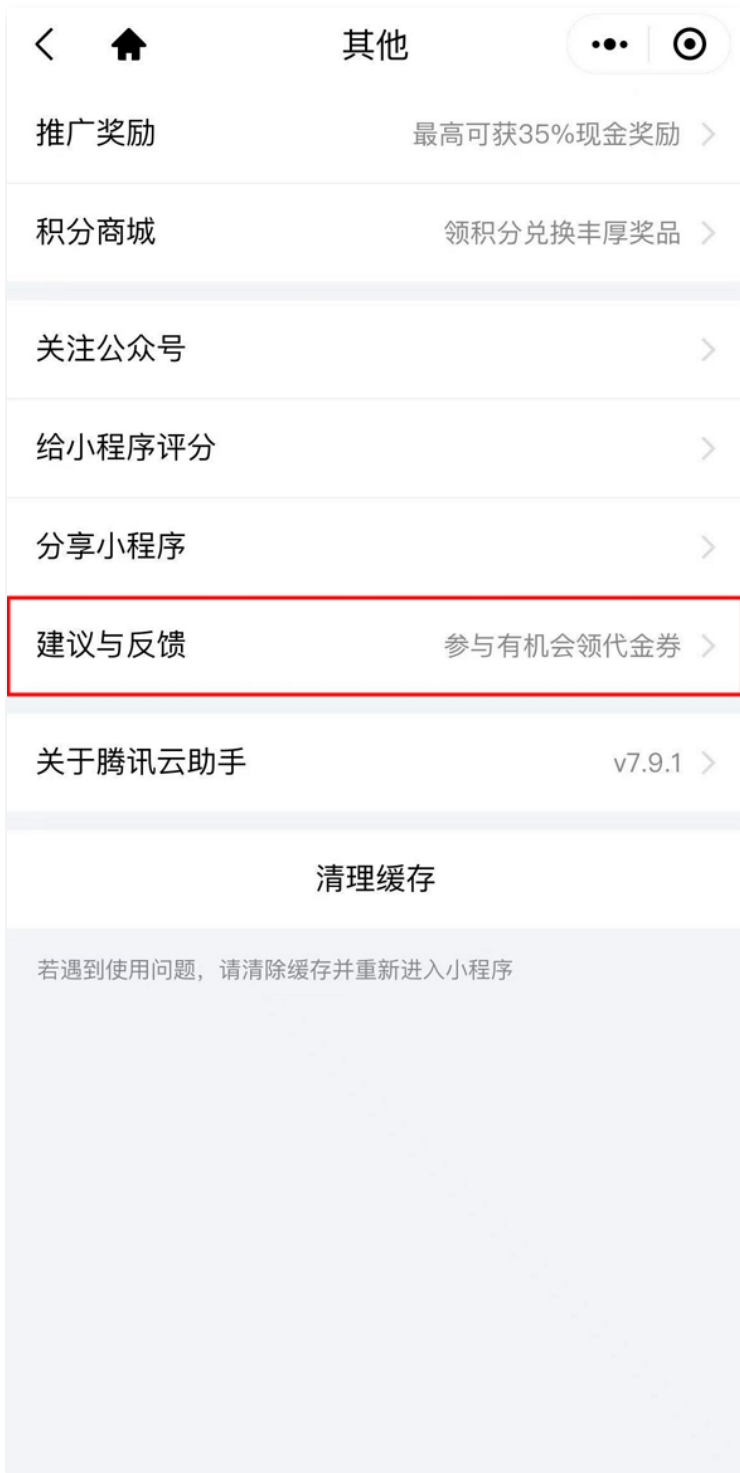 其他
推广奖励 最高可获35%现金奖励
积分商城 领积分兑换丰厚奖品
关注公众号
给小程序评分
分享小程序
建议与反馈 参与有机会领代金券
关于腾讯云助手 v7.9.1
清理缓存
若遇到使用问题，请清除缓存并重新进入小程序